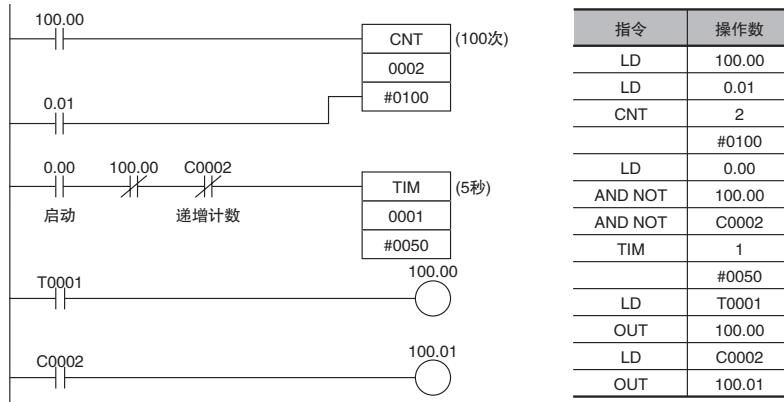 100.00
CNT (100次)
0002
#0100
0.01
0.00 100.00 C0002
启动 递增计数
TIM (5秒)
0001
#0050
T0001 100.00
C0002 100.01
指令 操作数
LD 100.00
LD 0.01
CNT 2
#0100
LD 0.00
AND NOT 100.00
AND NOT C0002
TIM 1
#0050
LD T0001
OUT 100.00
LD C0002
OUT 100.01